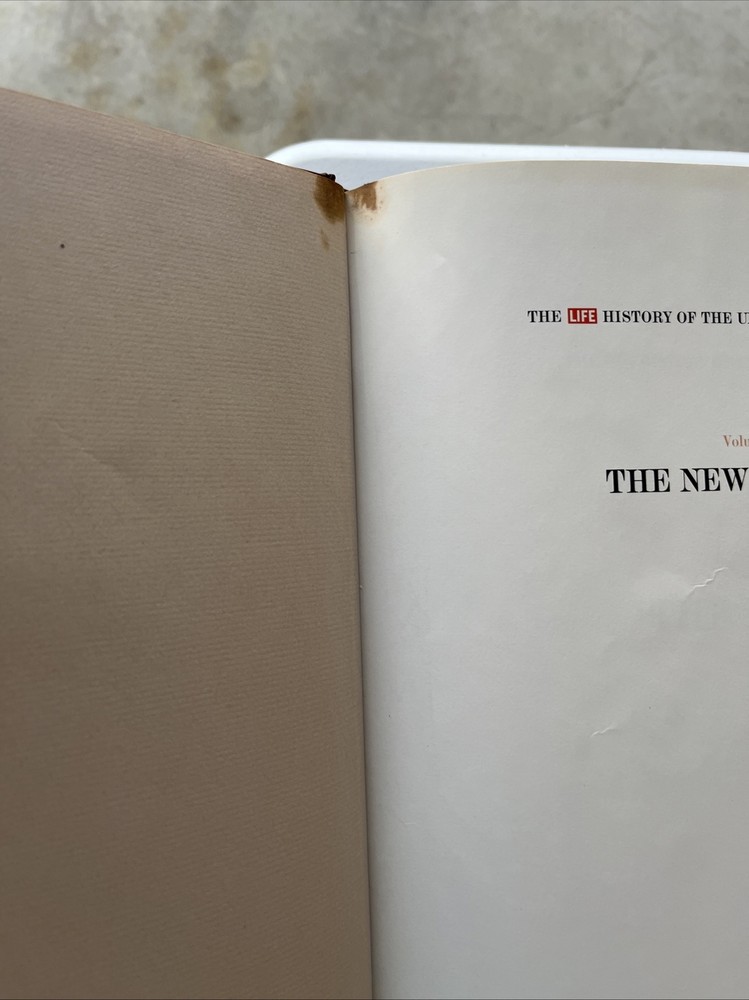 THE LIFE HISTORY OF THE U
Volu
THE NEW